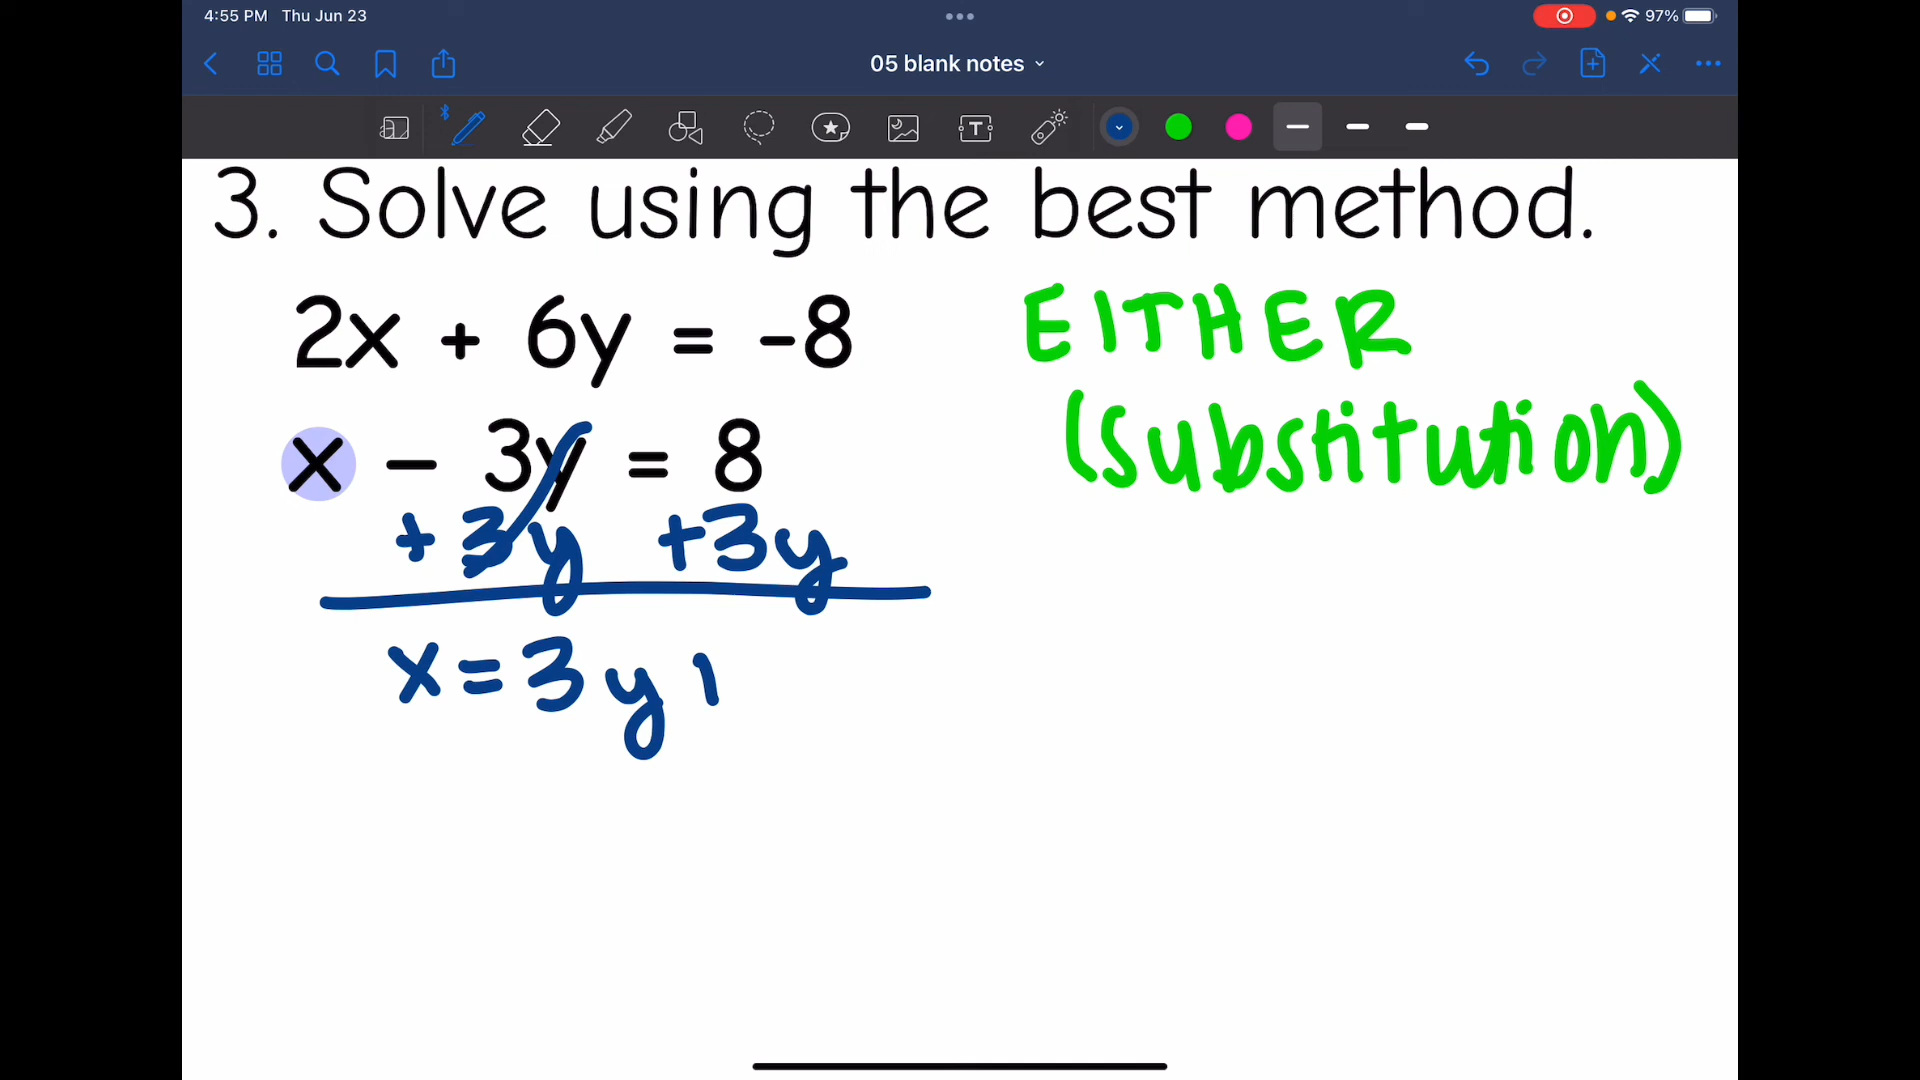 4:55 PM Thu Jun 23
97%
05 blank notes
3. Solve using the best method.
2x + 6y = -8
EITHER
x – 3y = 8
(substitution)
+3y +3y
x=3y